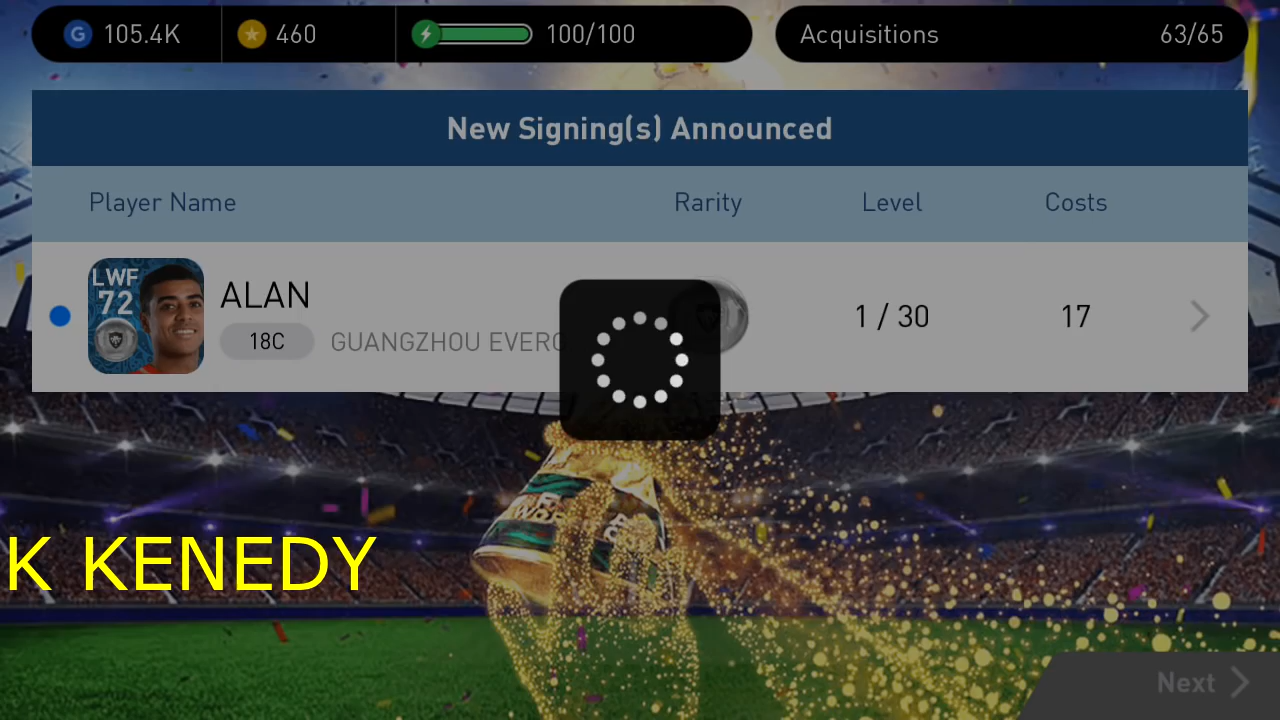 G 105.4K 460 100/100 Acquisitions 63/65
New Signing(s) Announced
Player Name Rarity Level Costs
LWF
72
ALAN 1 / 30 17
18C GUANGZHOU
K KENEDY
Next